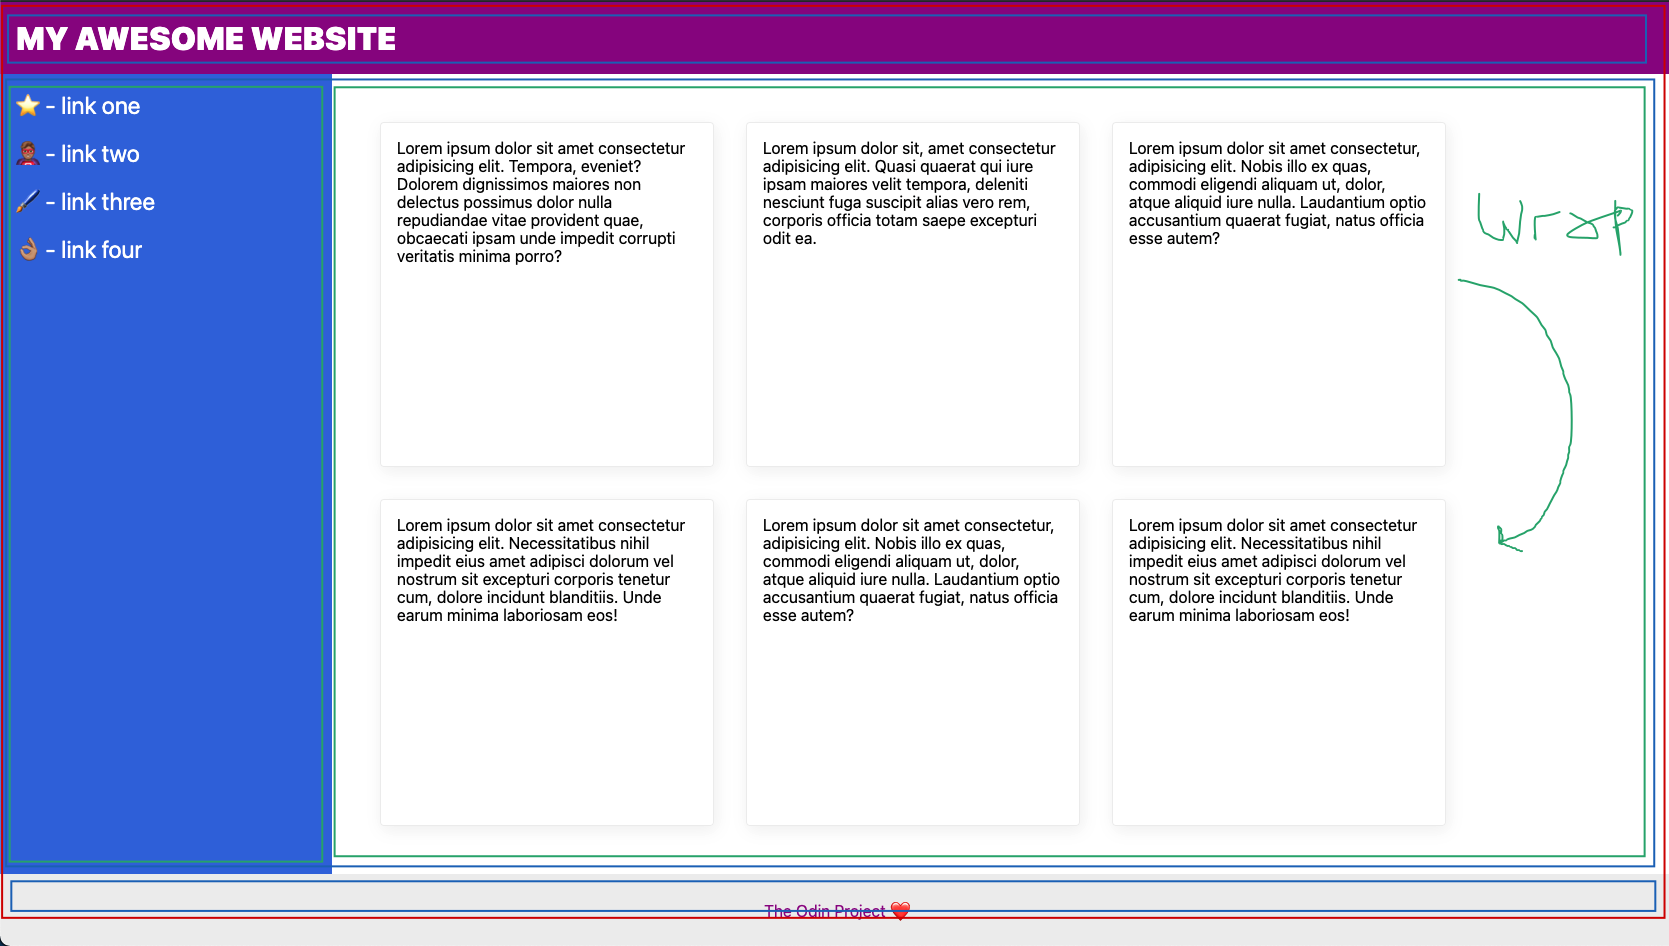 MY AWESOME WEBSITE
⭐ - link one
🦸🏽‍♂️ - link two
🖌️ - link three
👌🏽 - link four
Lorem ipsum dolor sit amet consectetur
adipisicing elit. Tempora, eveniet?
Dolorem dignissimos maiores non
delectus possimus dolor nulla
repudiandae vitae provident quae,
obcaecati ipsam unde impedit corrupti
veritatis minima porro?
Lorem ipsum dolor sit, amet consectetur
adipisicing elit. Quasi quaerat qui iure
ipsam maiores velit tempora, deleniti
nesciunt fuga suscipit alias vero rem,
corporis officia totam saepe excepturi
odit ea.
Lorem ipsum dolor sit amet consectetur,
adipisicing elit. Nobis illo ex quas,
commodi eligendi aliquam ut, dolor,
atque aliquid iure nulla. Laudantium optio
accusantium quaerat fugiat, natus officia
esse autem?
Wrap
Lorem ipsum dolor sit amet consectetur
adipisicing elit. Necessitatibus nihil
impedit eius amet adipisci dolorum vel
nostrum sit excepturi corporis tenetur
cum, dolore incidunt blanditiis. Unde
earum minima laboriosam eos!
Lorem ipsum dolor sit amet consectetur,
adipisicing elit. Nobis illo ex quas,
commodi eligendi aliquam ut, dolor,
atque aliquid iure nulla. Laudantium optio
accusantium quaerat fugiat, natus officia
esse autem?
Lorem ipsum dolor sit amet consectetur
adipisicing elit. Necessitatibus nihil
impedit eius amet adipisci dolorum vel
nostrum sit excepturi corporis tenetur
cum, dolore incidunt blanditiis. Unde
earum minima laboriosam eos!
The Odin Project ❤️